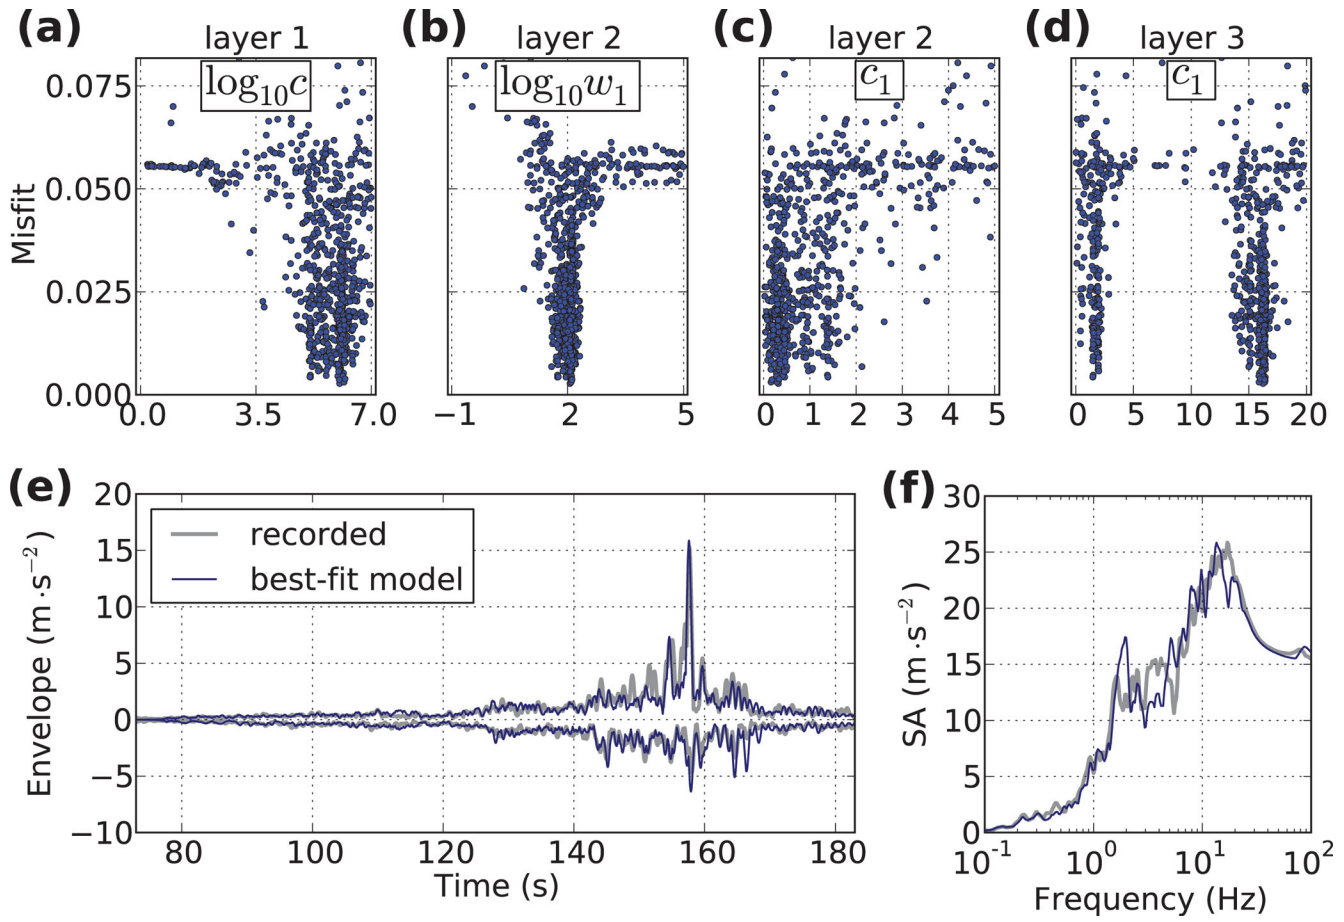 (a) layer 1
(b) layer 2
(c) layer 2
(d) layer 3
log10c
log10w1
c1
c1
Misfit
0.075
0.050
0.025
0.000
0.0 3.5 7.0
−1 2 5
0 1 2 3 4 5
0 5 10 15 20
(e)
recorded
best-fit model
Envelope (m·s−2)
20
15
10
5
0
−5
−10
80 100 120 140 160 180
Time (s)
(f)
SA (m·s−2)
30
25
20
15
10
5
0
10−1 100 101 102
Frequency (Hz)